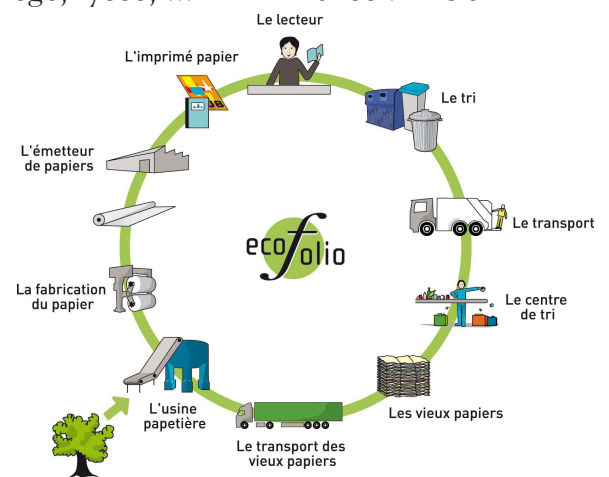 Le lecteur
L'imprimé papier
Le tri
L'émetteur
de papiers
Le transport
ecofolio
La fabrication
du papier
Le centre
de tri
L'usine
papetière
Les vieux papiers
Le transport des
vieux papiers